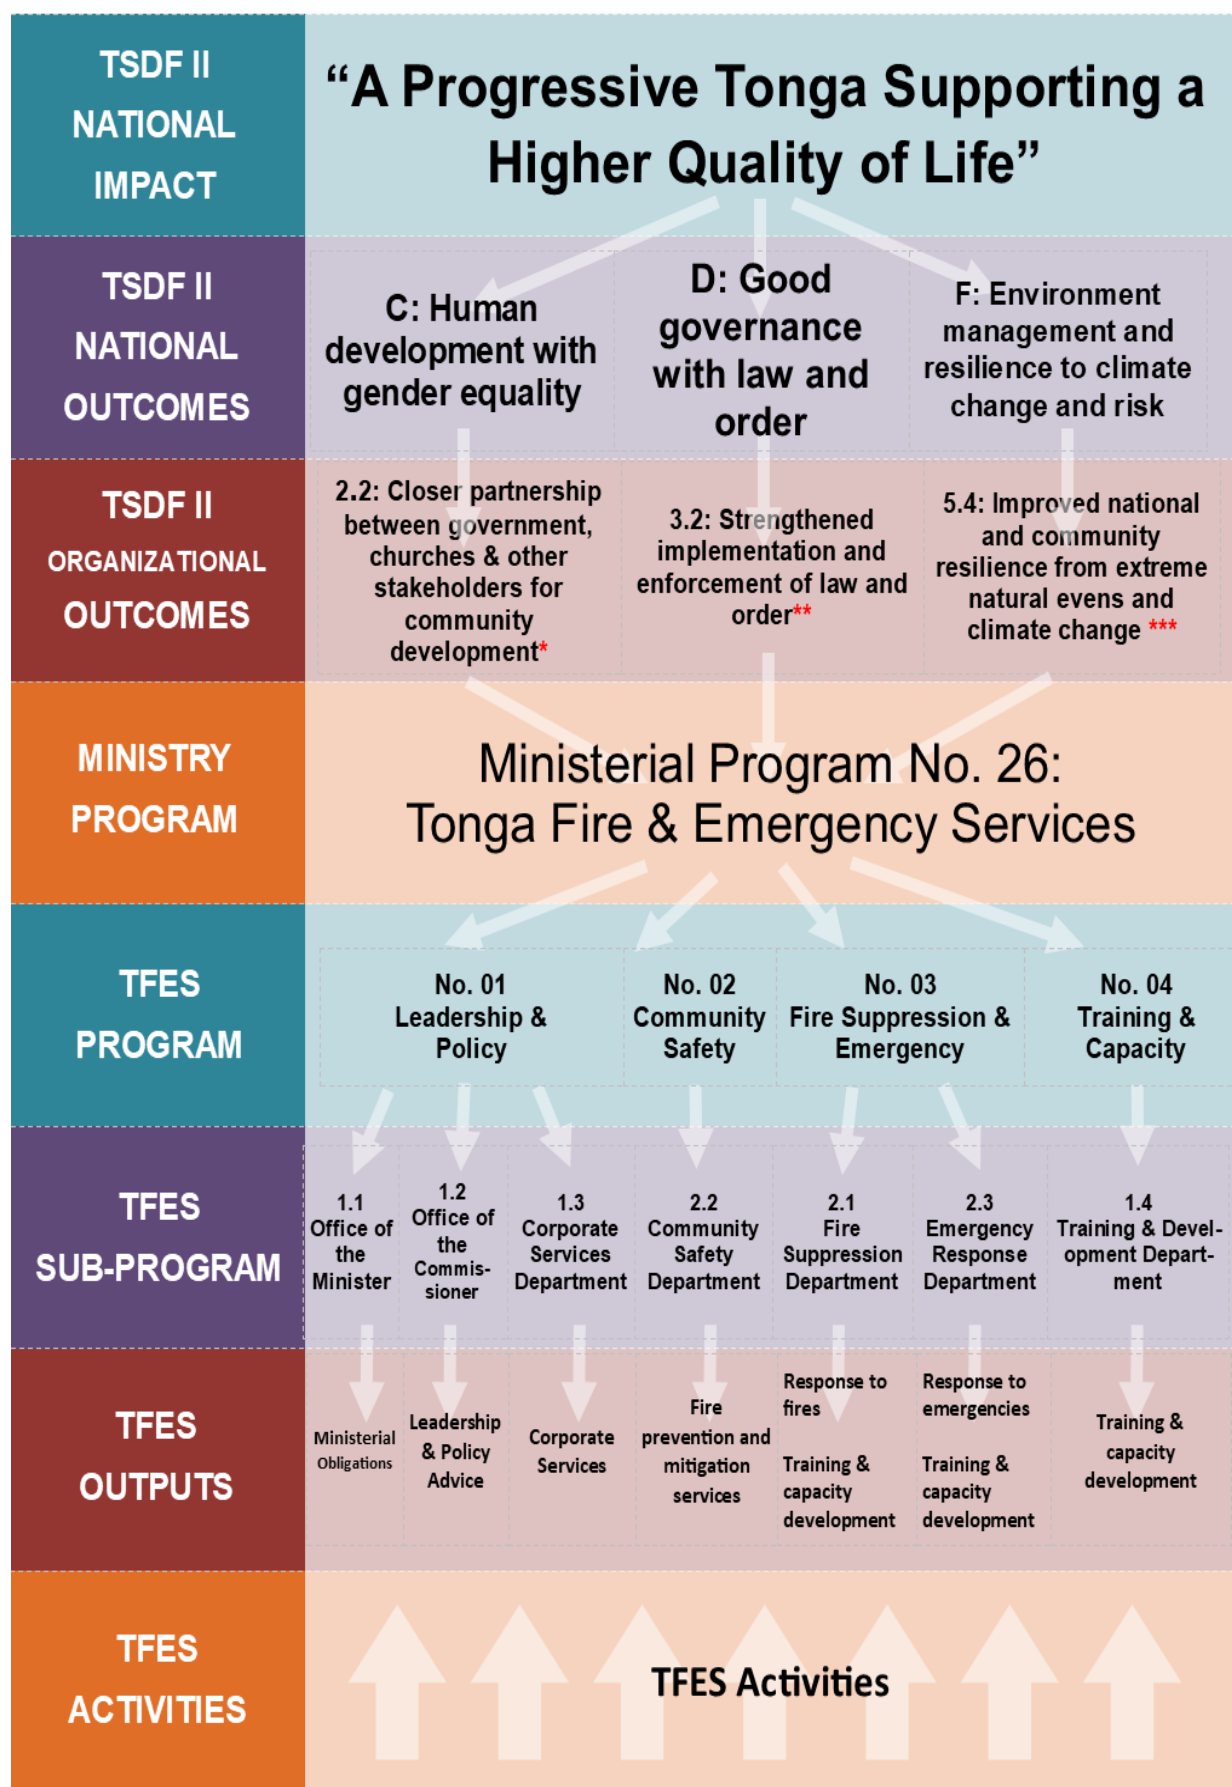 TSDF II
NATIONAL
IMPACT
“A Progressive Tonga Supporting a
Higher Quality of Life”
TSDF II
NATIONAL
OUTCOMES
C: Human
development with
gender equality
D: Good
governance
with law and
order
F: Environment
management and
resilience to climate
change and risk
TSDF II
ORGANIZATIONAL
OUTCOMES
2.2: Closer partnership
between government,
churches & other
stakeholders for
community
development*
3.2: Strengthened
implementation and
enforcement of law and
order**
5.4: Improved national
and community
resilience from extreme
natural evens and
climate change ***
MINISTRY
PROGRAM
Ministerial Program No. 26:
Tonga Fire & Emergency Services
TFES
PROGRAM
No. 01
Leadership &
Policy
No. 02
Community
Safety
No. 03
Fire Suppression &
Emergency
No. 04
Training &
Capacity
TFES
SUB-PROGRAM
1.1
Office of
the
Minister
1.2
Office of
the
Commis-
sioner
1.3
Corporate
Services
Department
2.2
Community
Safety
Department
2.1
Fire
Suppression
Department
2.3
Emergency
Response
Department
1.4
Training & Devel-
opment Depart-
ment
TFES
OUTPUTS
Ministerial
Obligations
Leadership
& Policy
Advice
Corporate
Services
Fire
prevention and
mitigation
services
Response to
fires
Training &
capacity
development
Response to
emergencies
Training &
capacity
development
Training &
capacity
development
TFES
ACTIVITIES
TFES Activities